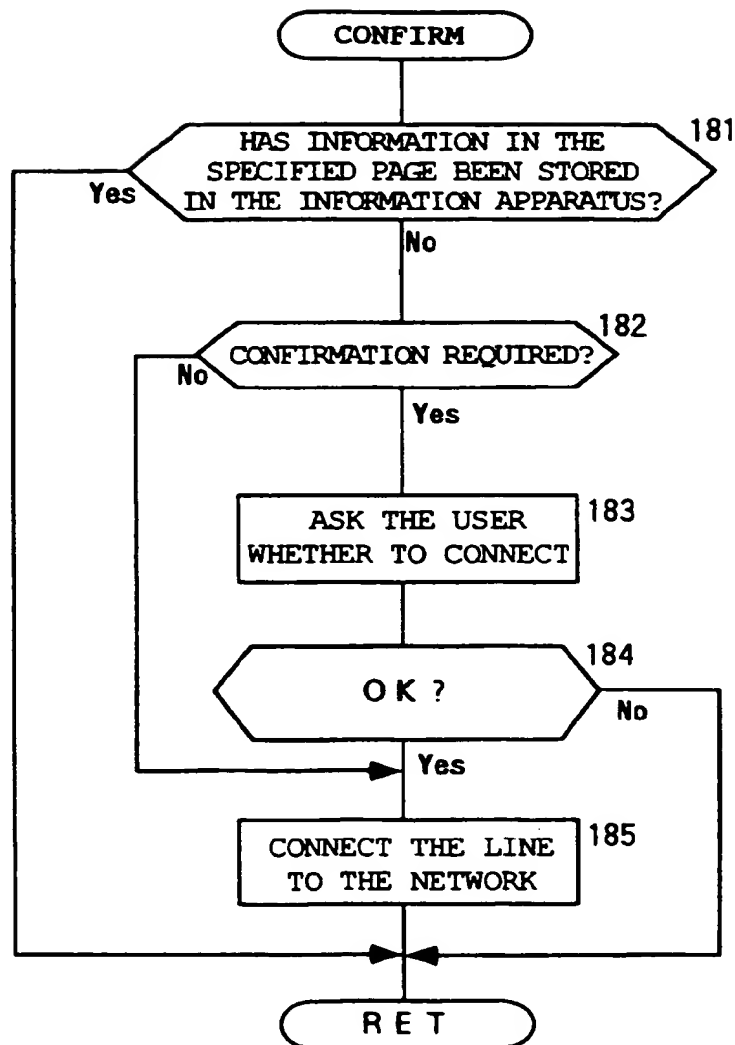 CONFIRM
181
HAS INFORMATION IN THE
SPECIFIED PAGE BEEN STORED
IN THE INFORMATION APPARATUS?
Yes
No
182
CONFIRMATION REQUIRED?
No
Yes
183
ASK THE USER
WHETHER TO CONNECT
184
OK?
No
Yes
185
CONNECT THE LINE
TO THE NETWORK
RET